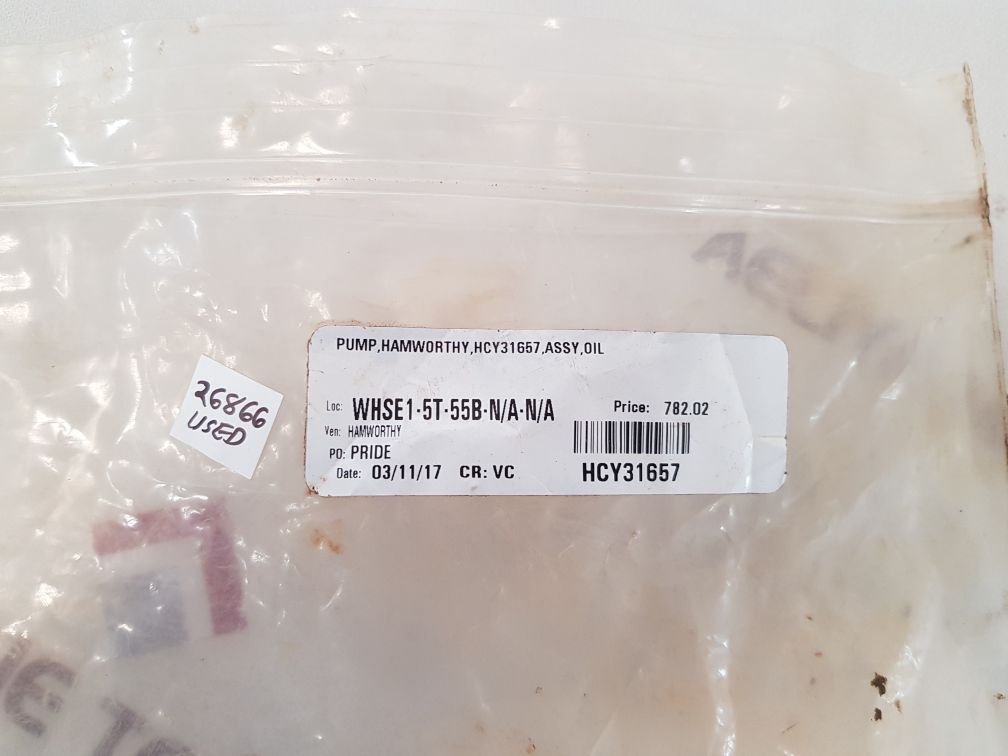 PUMP,HAMWORTHY,HCY31657,ASSY,OIL
Loc: WHSE1-5T-55B-N/A-N/A
Price: 782.02
Ven: HAMWORTHY
PO: PRIDE
Date: 03/11/17 CR: VC
HCY31657
26866
USED